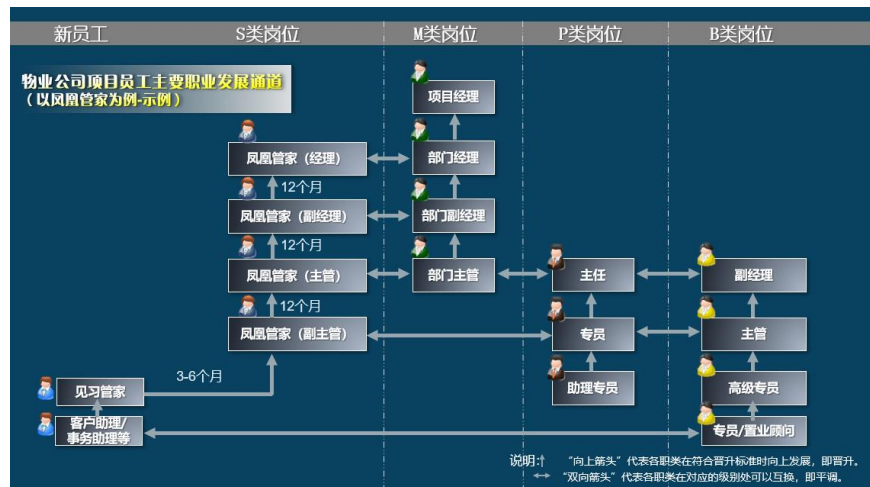 新员工
S类岗位
M类岗位
P类岗位
B类岗位
物业公司项目员工主要职业发展通道
（以凤凰管家为例-示例）
项目经理
凤凰管家（经理）
部门经理
12个月
凤凰管家（副经理）
部门副经理
12个月
凤凰管家（主管）
部门主管
主任
副经理
12个月
凤凰管家（副主管）
专员
主管
3-6个月
见习管家
助理专员
高级专员
客户助理/
事务助理等
专员/置业顾问
说明:↑ “向上箭头”代表各职类在符合晋升标准时向上发展，即晋升。
↔ “双向箭头”代表各职类在对应的级别处可以互换，即平调。